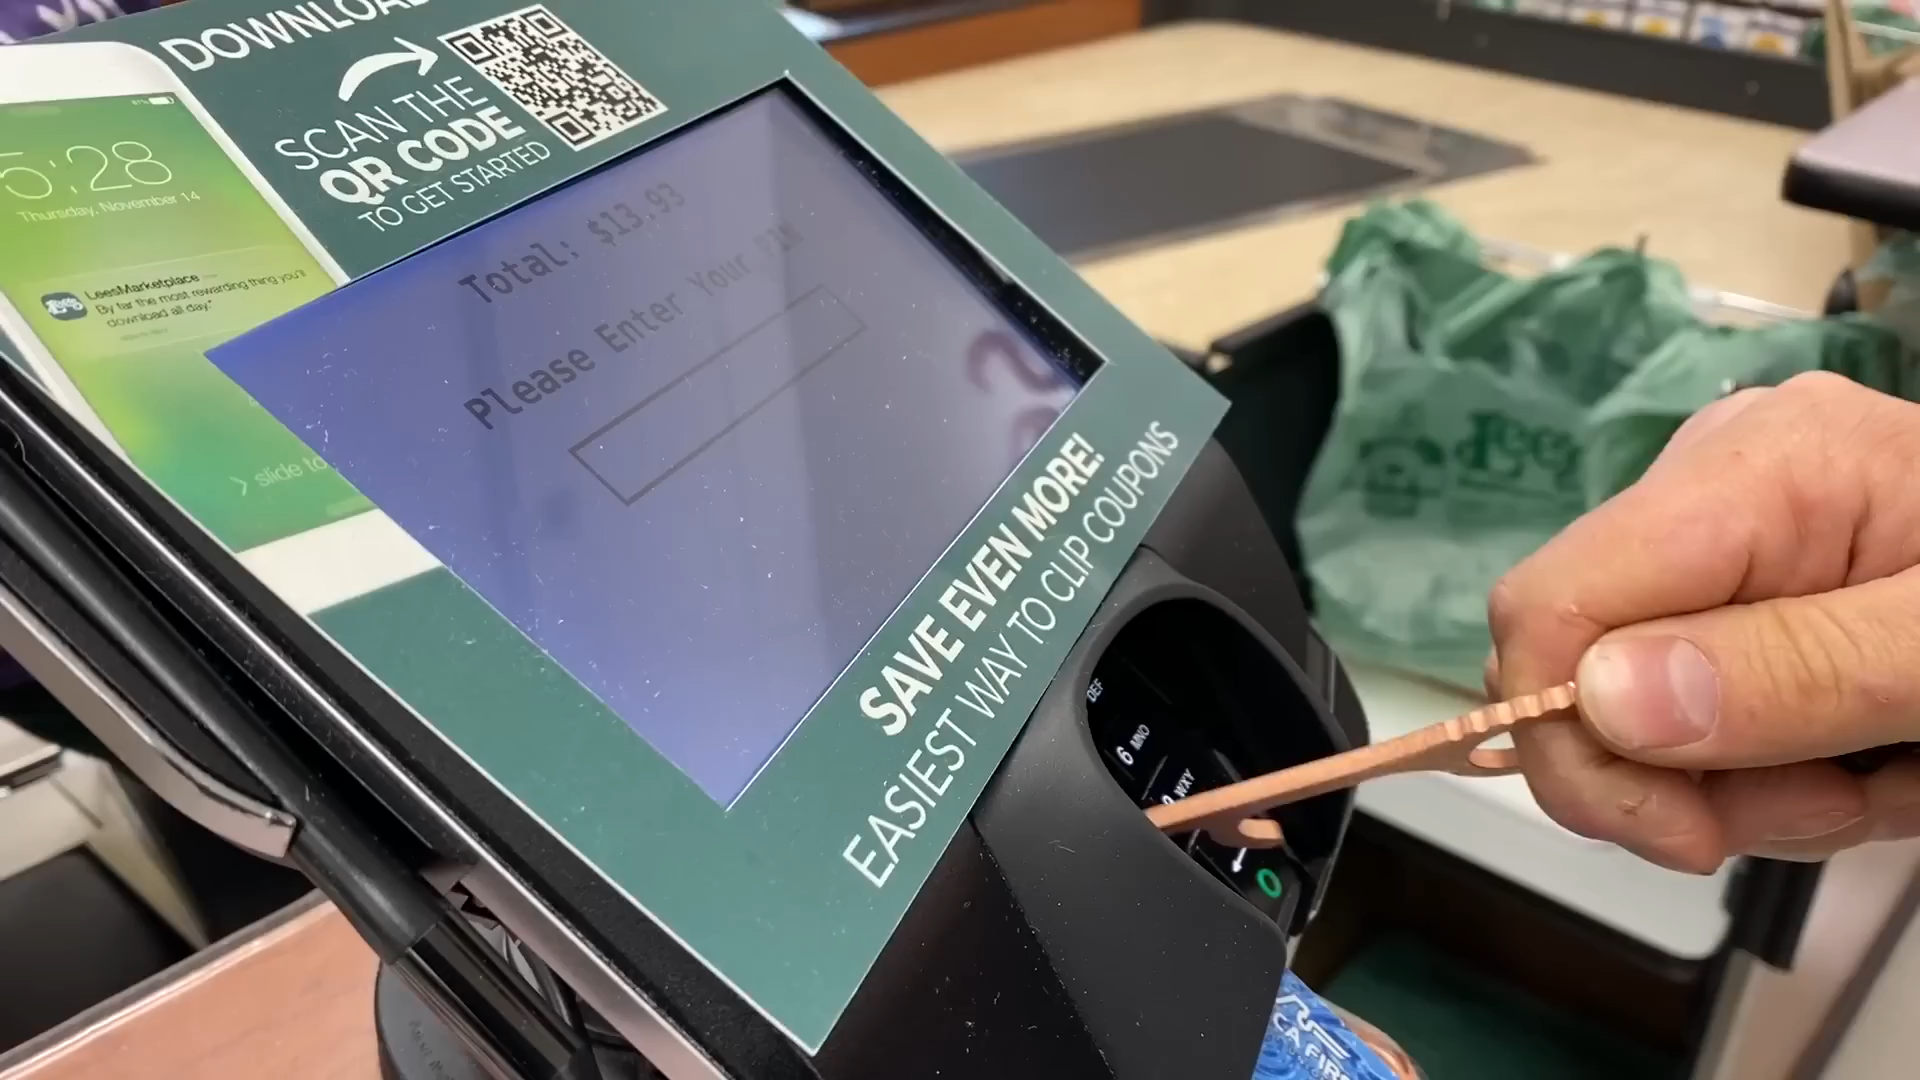 DOWNLOAD
SCAN THE
QR CODE
TO GET STARTED
5:28
Thursday, November 14
LeesMarketplace
By far the most rewarding thing you'll
download all day."
slide to
Total: $13.93
Please Enter Your PIN
SAVE EVEN MORE!
EASIEST WAY TO CLIP COUPONS
DEF
6 MNO
9 WXY
Lees